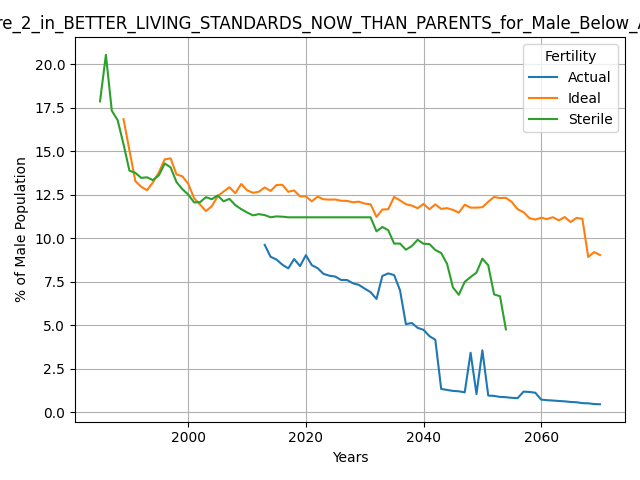 re_2_in_BETTER_LIVING_STANDARDS_NOW_THAN_PARENTS_for_Male_Below_A
Fertility
Actual
Ideal
Sterile
% of Male Population
20.0
17.5
15.0
12.5
10.0
7.5
5.0
2.5
0.0
2000 2020 2040 2060
Years